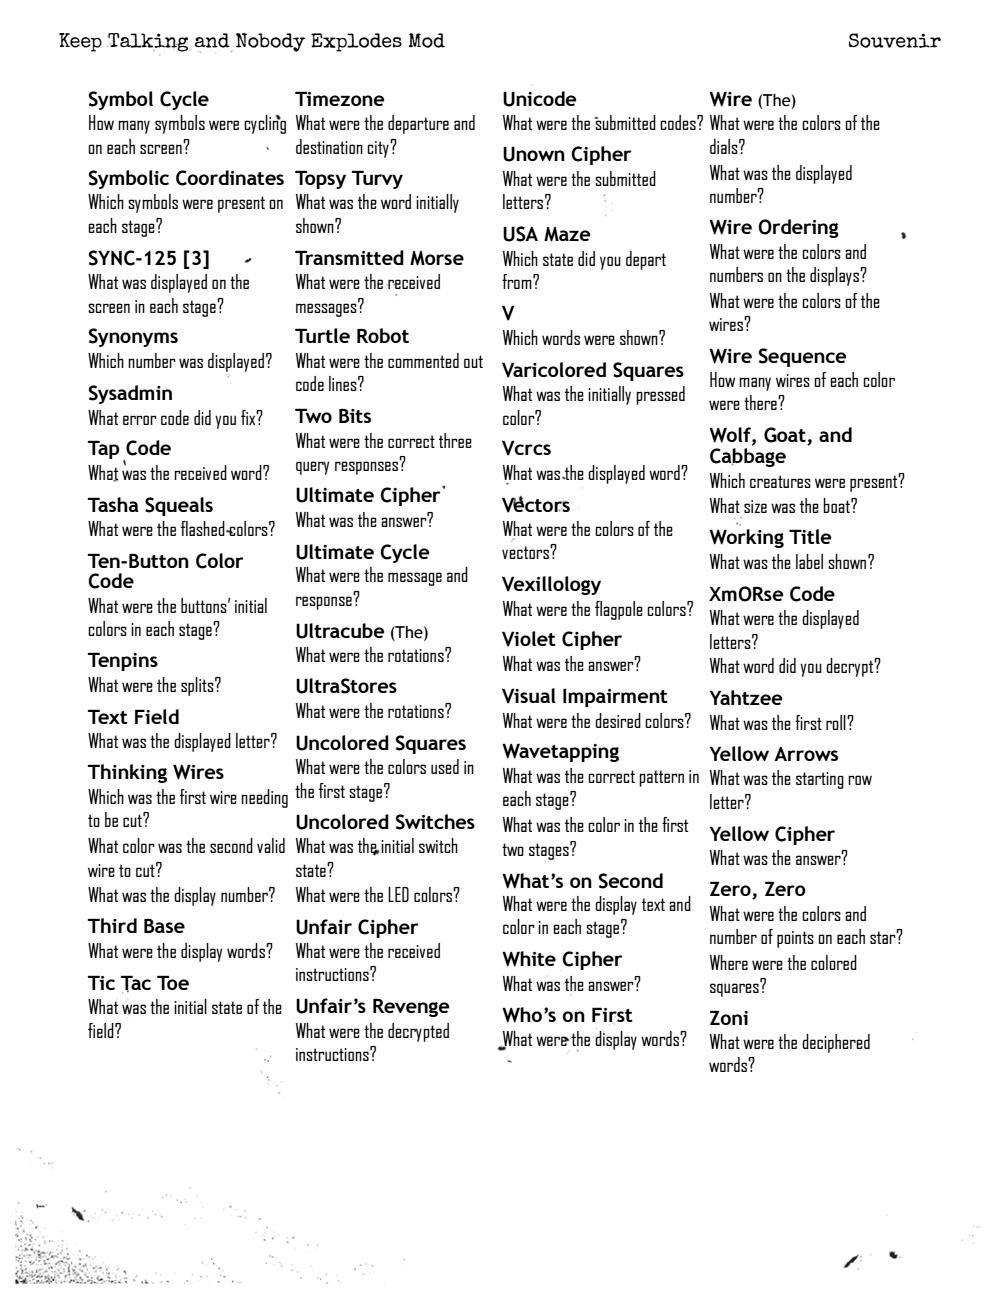 Keep Talking and Nobody Explodes Mod
Souvenir
Symbol Cycle
How many symbols were cycling
on each screen?
Symbolic Coordinates
Which symbols were present on
each stage?
SYNC-125 [3]
What was displayed on the
screen in each stage?
Synonyms
Which number was displayed?
Sysadmin
What error code did you fix?
Tap Code
What was the received word?
Tasha Squeals
What were the flashed colors?
Ten-Button Color
Code
What were the buttons’ initial
colors in each stage?
Tenpins
What were the splits?
Text Field
What was the displayed letter?
Thinking Wires
Which was the first wire needing
to be cut?
What color was the second valid
wire to cut?
What was the display number?
Third Base
What were the display words?
Tic Tac Toe
What was the initial state of the
field?
Timezone
What were the departure and
destination city?
Topsy Turvy
What was the word initially
shown?
Transmitted Morse
What were the received
messages?
Turtle Robot
What were the commented out
code lines?
Two Bits
What were the correct three
query responses?
Ultimate Cipher
What was the answer?
Ultimate Cycle
What were the message and
response?
Ultracube (The)
What were the rotations?
UltraStores
What were the rotations?
Uncolored Squares
What were the colors used in
the first stage?
Uncolored Switches
What was the initial switch
state?
What were the LED colors?
Unfair Cipher
What were the received
instructions?
Unfair’s Revenge
What were the decrypted
instructions?
Unicode
What were the submitted codes?
Unown Cipher
What were the submitted
letters?
USA Maze
Which state did you depart
from?
V
Which words were shown?
Varicolored Squares
What was the initially pressed
color?
Vcrcs
What was the displayed word?
Vectors
What were the colors of the
vectors?
Vexillology
What were the flagpole colors?
Violet Cipher
What was the answer?
Visual Impairment
What were the desired colors?
Wavetapping
What was the correct pattern in
each stage?
What was the color in the first
two stages?
What’s on Second
What were the display text and
color in each stage?
White Cipher
What was the answer?
Who’s on First
What were the display words?
Wire (The)
What were the colors of the
dials?
What was the displayed
number?
Wire Ordering
What were the colors and
numbers on the displays?
What were the colors of the
wires?
Wire Sequence
How many wires of each color
were there?
Wolf, Goat, and
Cabbage
Which creatures were present?
What size was the boat?
Working Title
What was the label shown?
XmORse Code
What were the displayed
letters?
What word did you decrypt?
Yahtzee
What was the first roll?
Yellow Arrows
What was the starting row
letter?
Yellow Cipher
What was the answer?
Zero, Zero
What were the colors and
number of points on each star?
Where were the colored
squares?
Zoni
What were the deciphered
words?